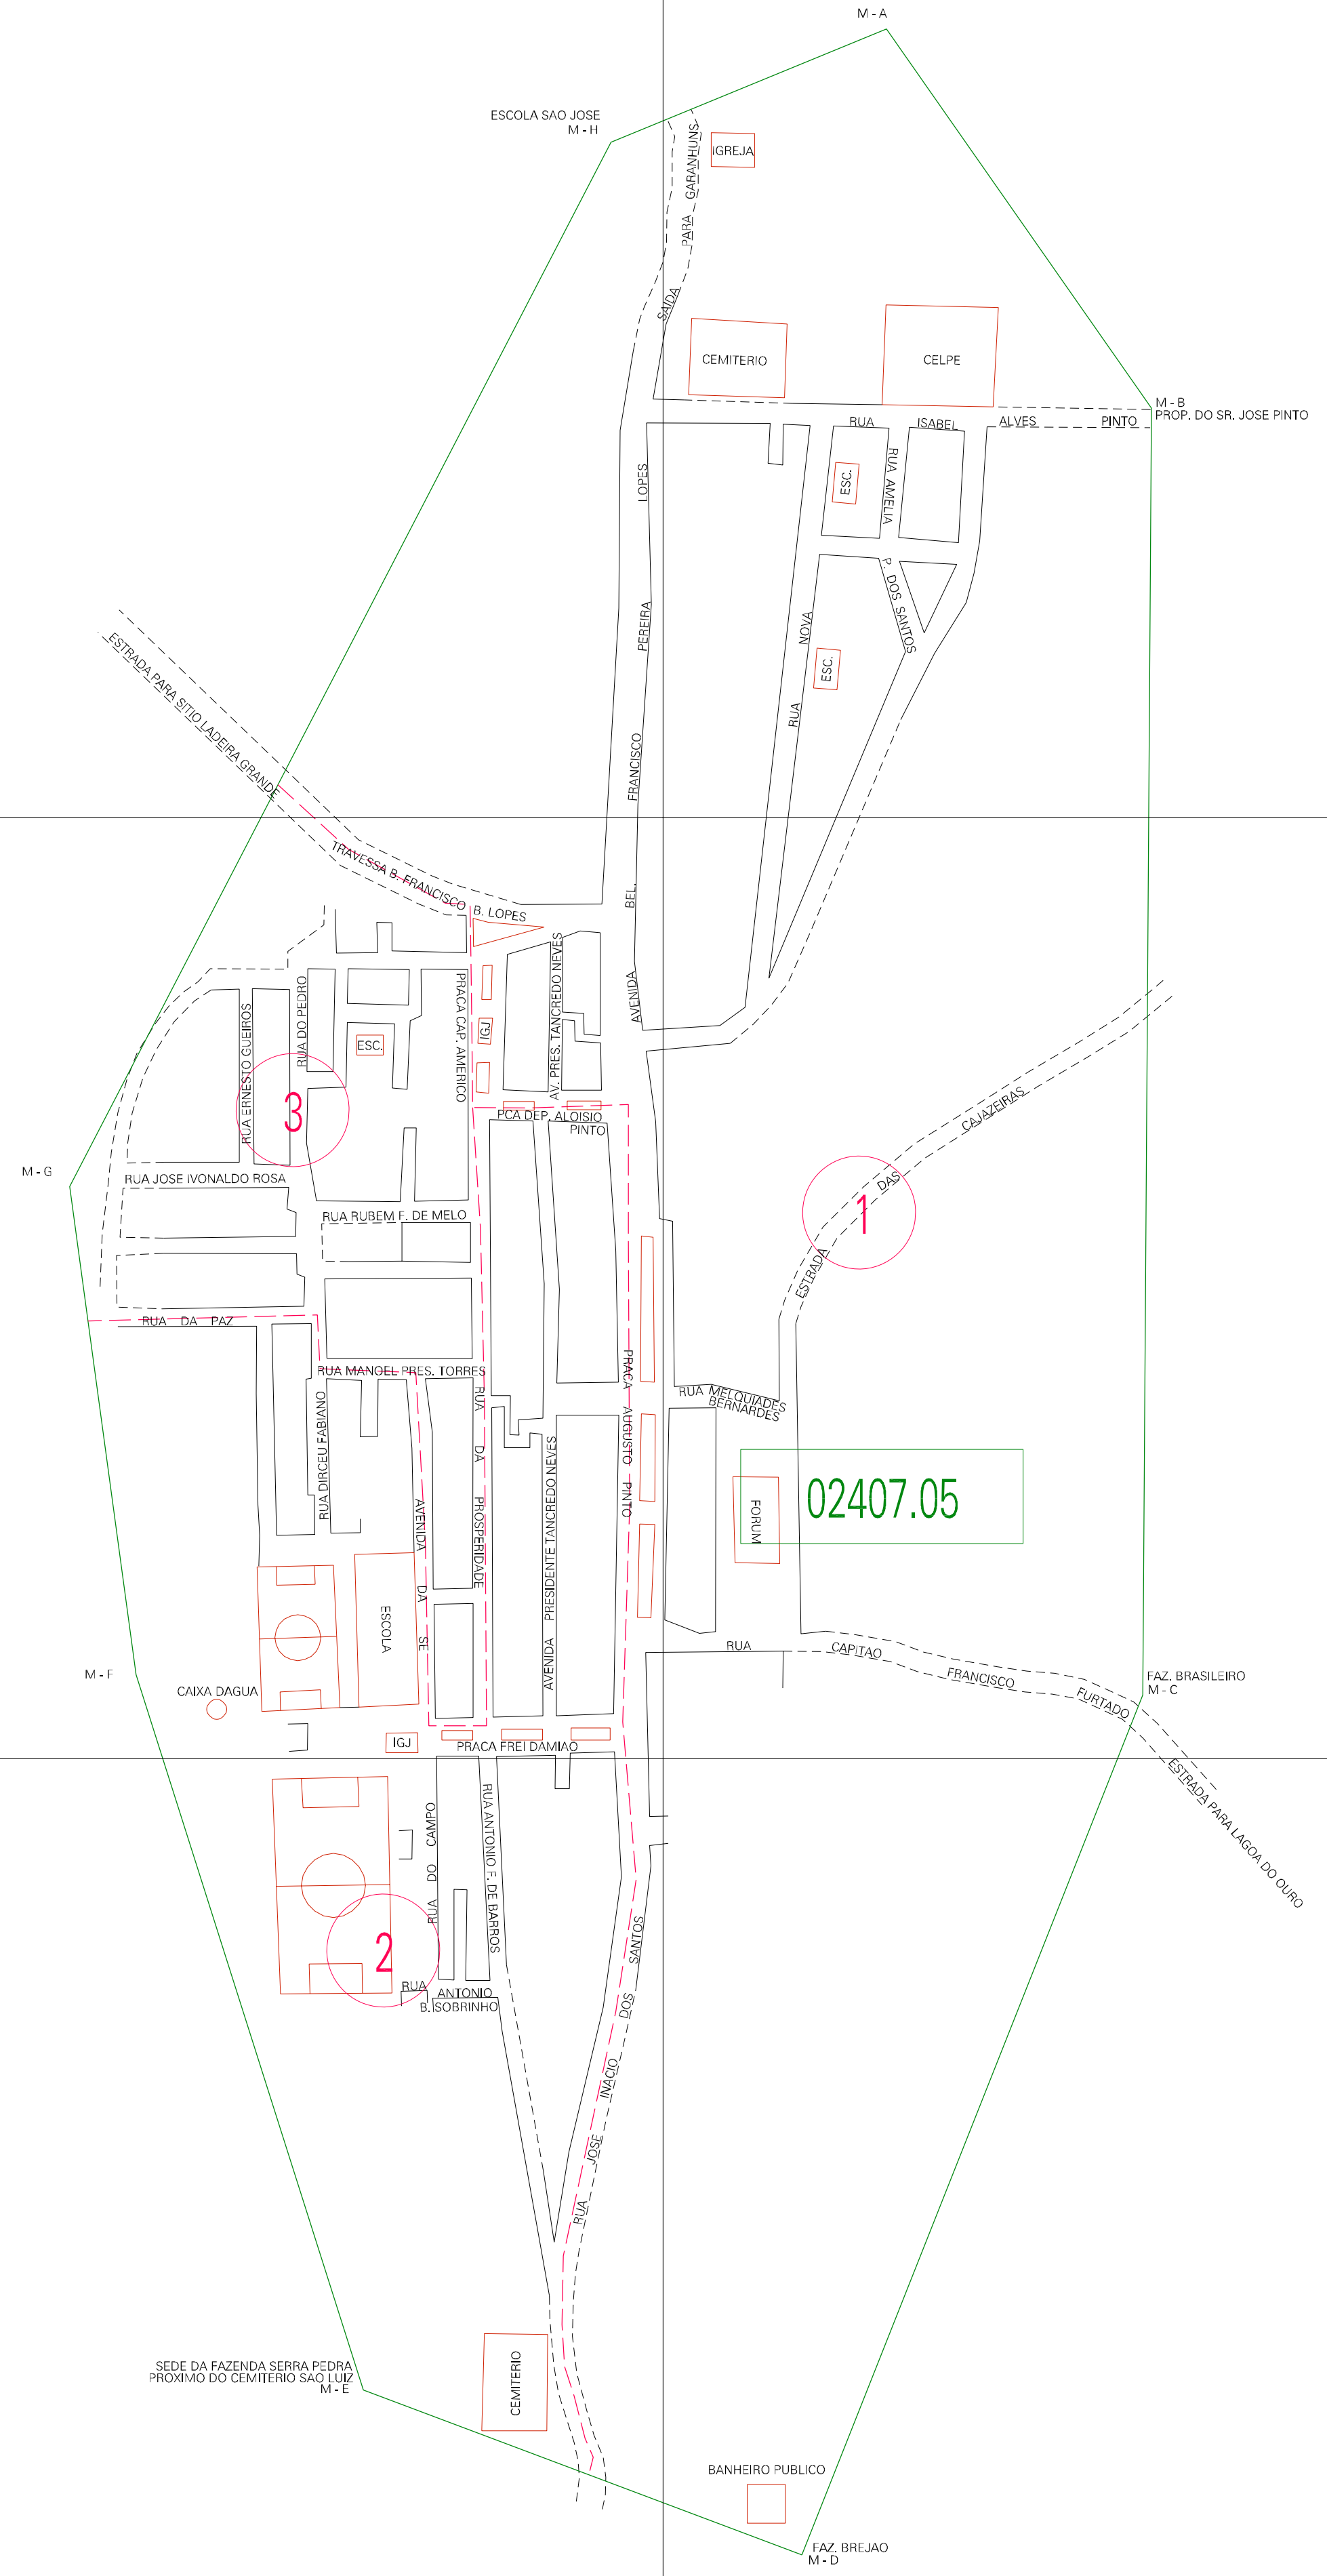 M - A
ESCOLA SAO JOSE
M - H
IGREJA
SAIDA PARA GARANHUNS
CEMITERIO
CELPE
M - B
PROP. DO SR. JOSE PINTO
RUA ISABEL ALVES PINTO
ESC.
RUA AMELIA P. DOS SANTOS
ESC.
RUA NOVA
AVENIDA BEL. FRANCISCO PEREIRA LOPES
ESTRADA PARA SITIO LADEIRA GRANDE
TRAVESSA B. FRANCISCO B. LOPES
PRACA CAP. AMERICO
IGJ
AV. PRES. TANCREDO NEVES
RUA DO PEDRO
ESC.
RUA ERNESTO GUEIROS
3
PCA DEP. ALOISIO
PINTO
M - G
RUA JOSE IVONALDO ROSA
RUA RUBEM F. DE MELO
ESTRADA DAS CAJAZEIRAS
1
RUA DA PAZ
RUA MANOEL PRES. TORRES
RUA DIRCEU FABIANO
RUA DA PROSPERIDADE
AVENIDA DA SE
AVENIDA PRESIDENTE TANCREDO NEVES
PRACA AUGUSTO PINTO
RUA MELQUIADES
BERNARDES
FORUM
02407.05
ESCOLA
RUA CAPITAO FRANCISCO FURTADO
M - F
CAIXA DAGUA
FAZ. BRASILEIRO
M - C
IGJ
PRACA FREI DAMIAO
ESTRADA PARA LAGOA DO OURO
RUA DO CAMPO
RUA ANTONIO F. DE BARROS
2
RUA ANTONIO
B. SOBRINHO
RUA JOSE INACIO DOS SANTOS
SEDE DA FAZENDA SERRA PEDRA
PROXIMO DO CEMITERIO SAO LUIZ
M - E
CEMITERIO
BANHEIRO PUBLICO
FAZ. BREJAO
M - D